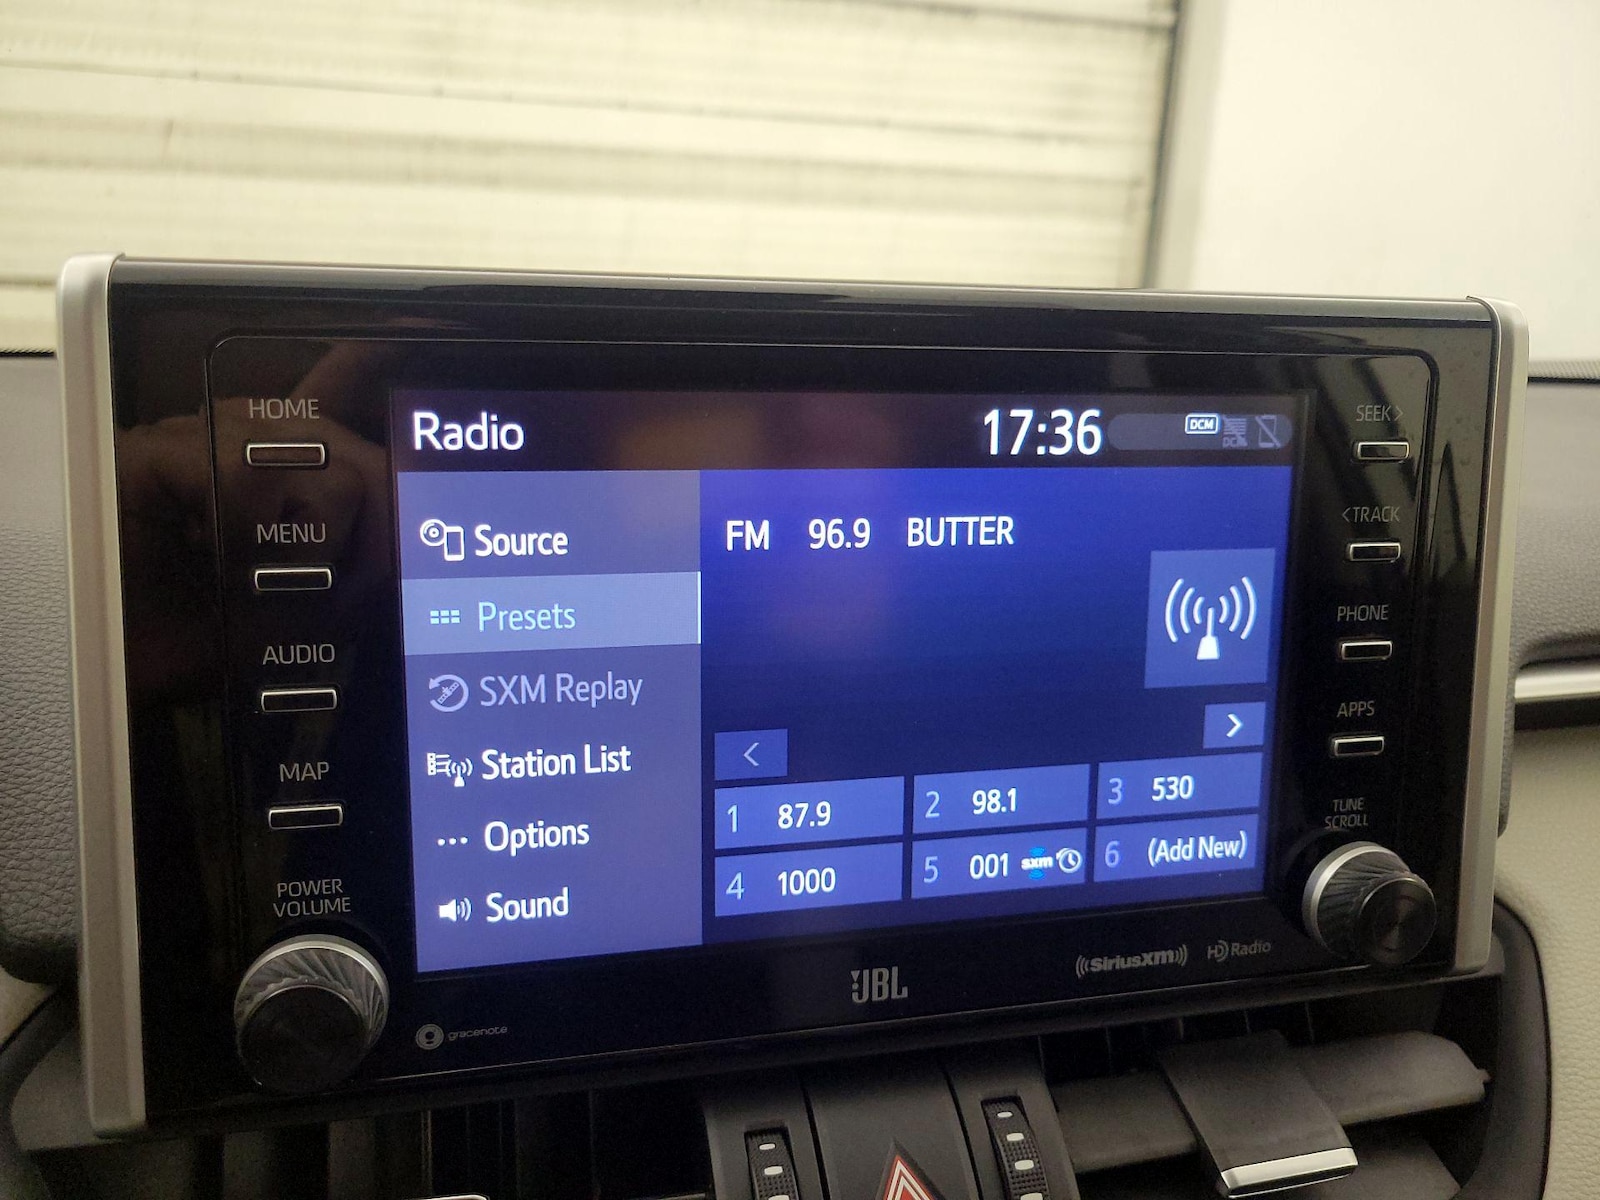 HOME
MENU
AUDIO
MAP
POWER
VOLUME
Radio
17:36
DCM
Source
Presets
SXM Replay
Station List
Options
Sound
FM 96.9 BUTTER
<
>
1 87.9
2 98.1
3 530
4 1000
5 001 sxm
6 (Add New)
SEEK>
<TRACK
PHONE
APPS
TUNE
SCROLL
gracenote
JBL
SiriusXM
HD Radio